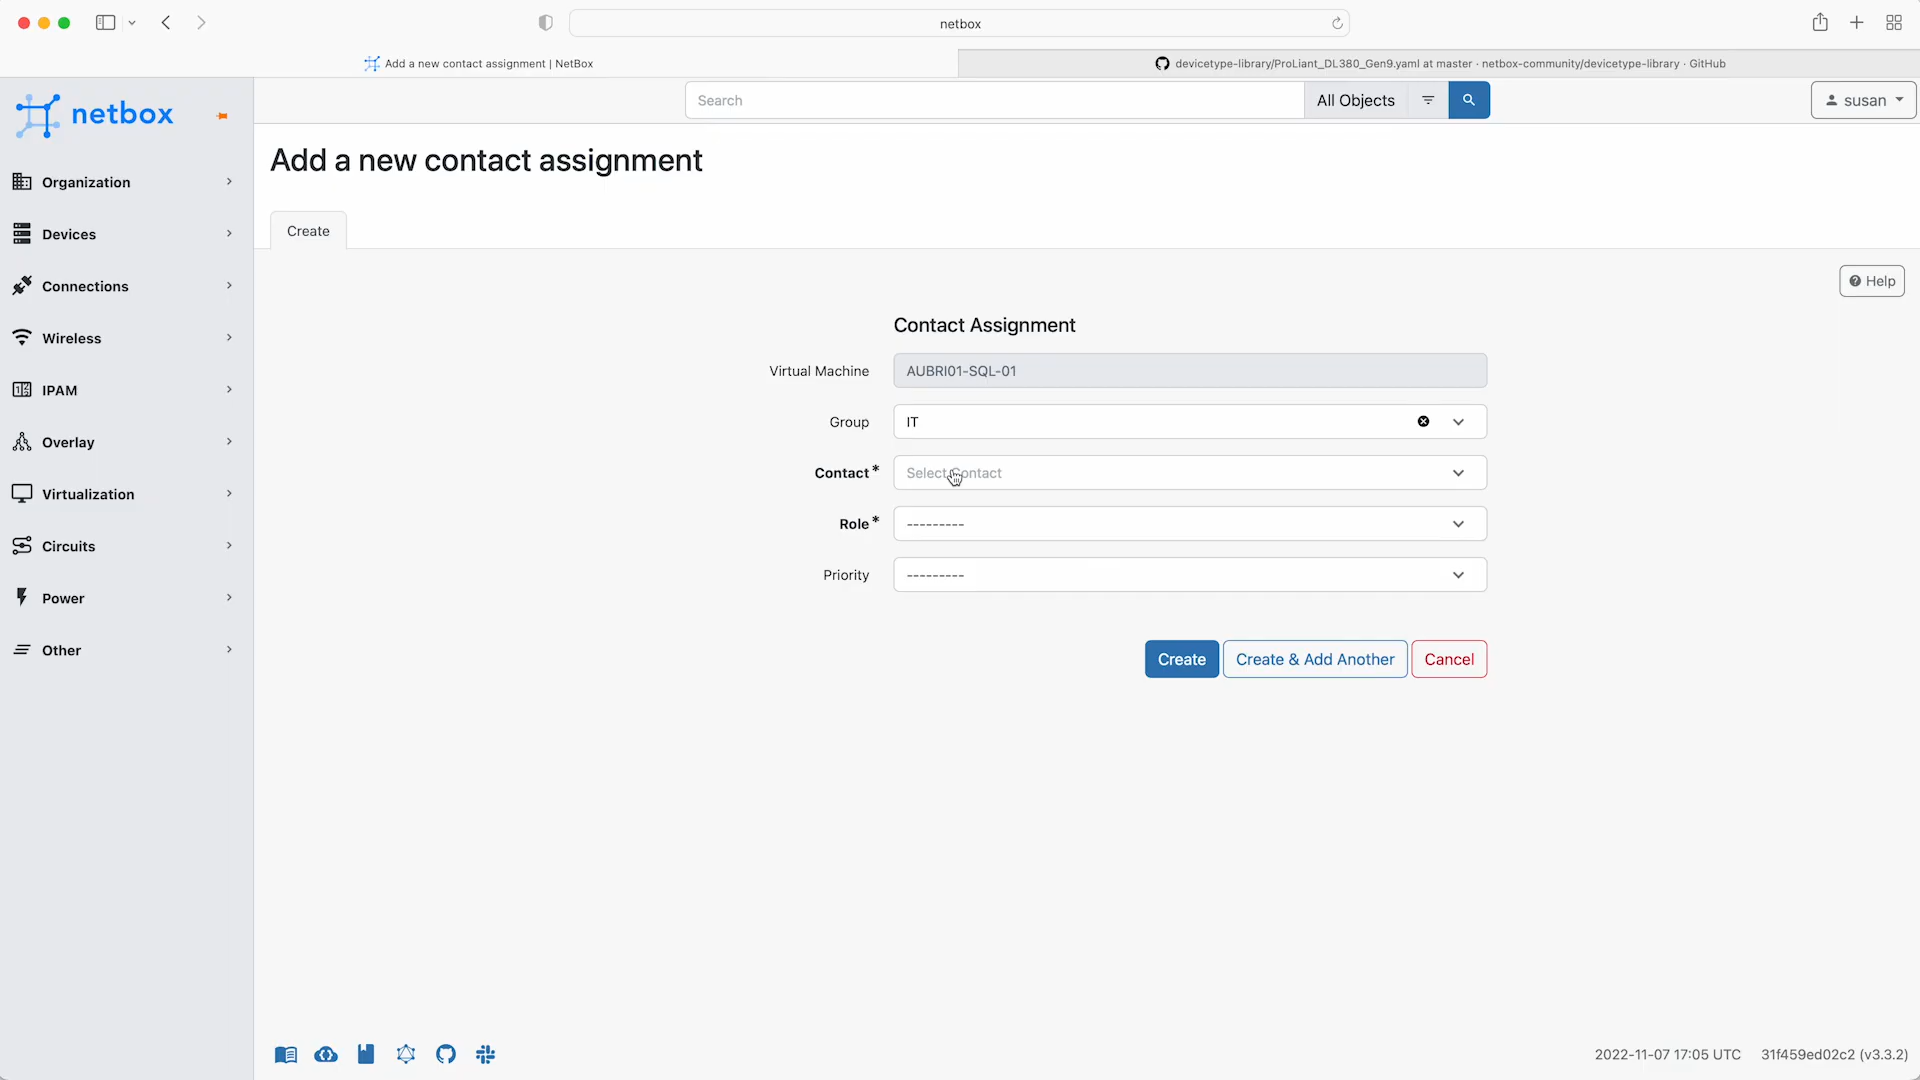 netbox
Add a new contact assignment | NetBox
devicetype-library/ProLiant_DL380_Gen9.yaml at master · netbox-community/devicetype-library · GitHub
netbox
Search
All Objects
susan
Add a new contact assignment
Organization
Devices
Connections
Wireless
IPAM
Overlay
Virtualization
Circuits
Power
Other
Create
Help
Contact Assignment
Virtual Machine
AUBRI01-SQL-01
Group
IT
Contact*
Select Contact
Role*
---------
Priority
---------
Create
Create & Add Another
Cancel
2022-11-07 17:05 UTC
31f459ed02c2 (v3.3.2)